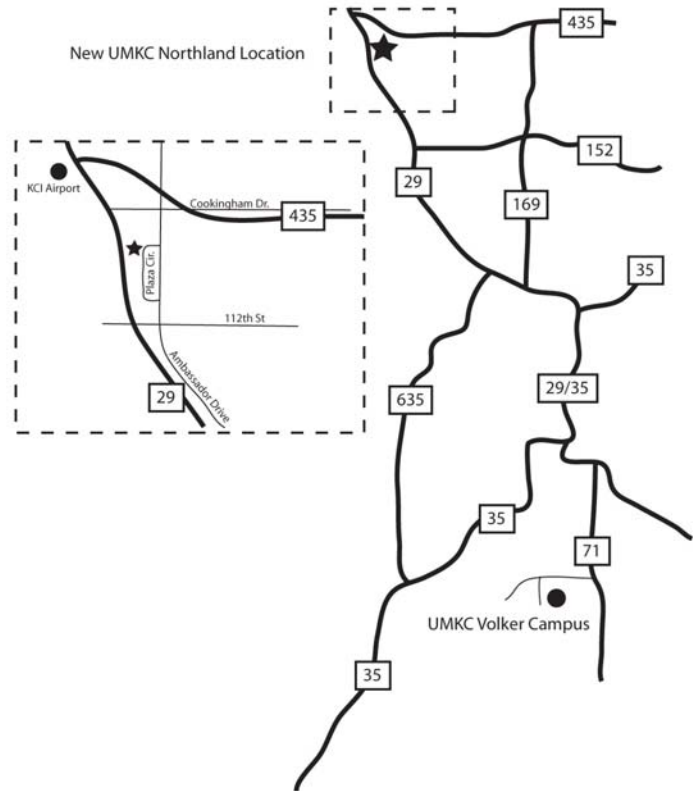 435
New UMKC Northland Location
152
29
KCI Airport
Cookingham Dr.
435
169
Plaza Cir.
35
112th St
Ambassador Drive
29
635
29/35
35
71
UMKC Volker Campus
35